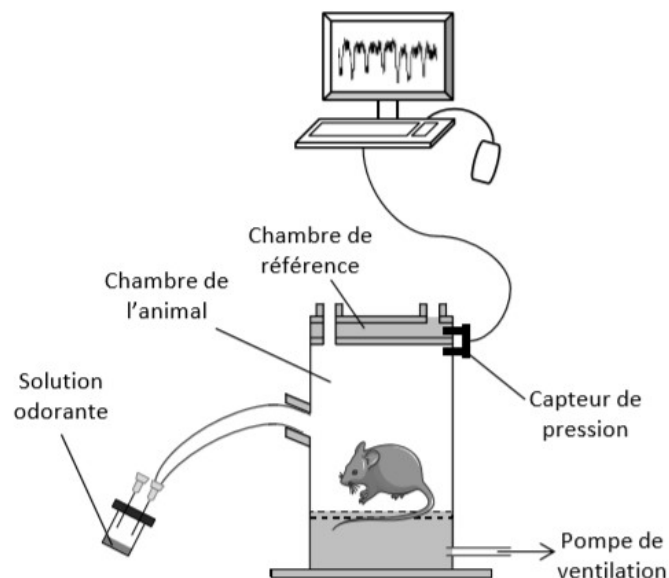 Chambre de
référence
Chambre de
l'animal
Solution
odorante
Capteur de
pression
Pompe de
ventilation